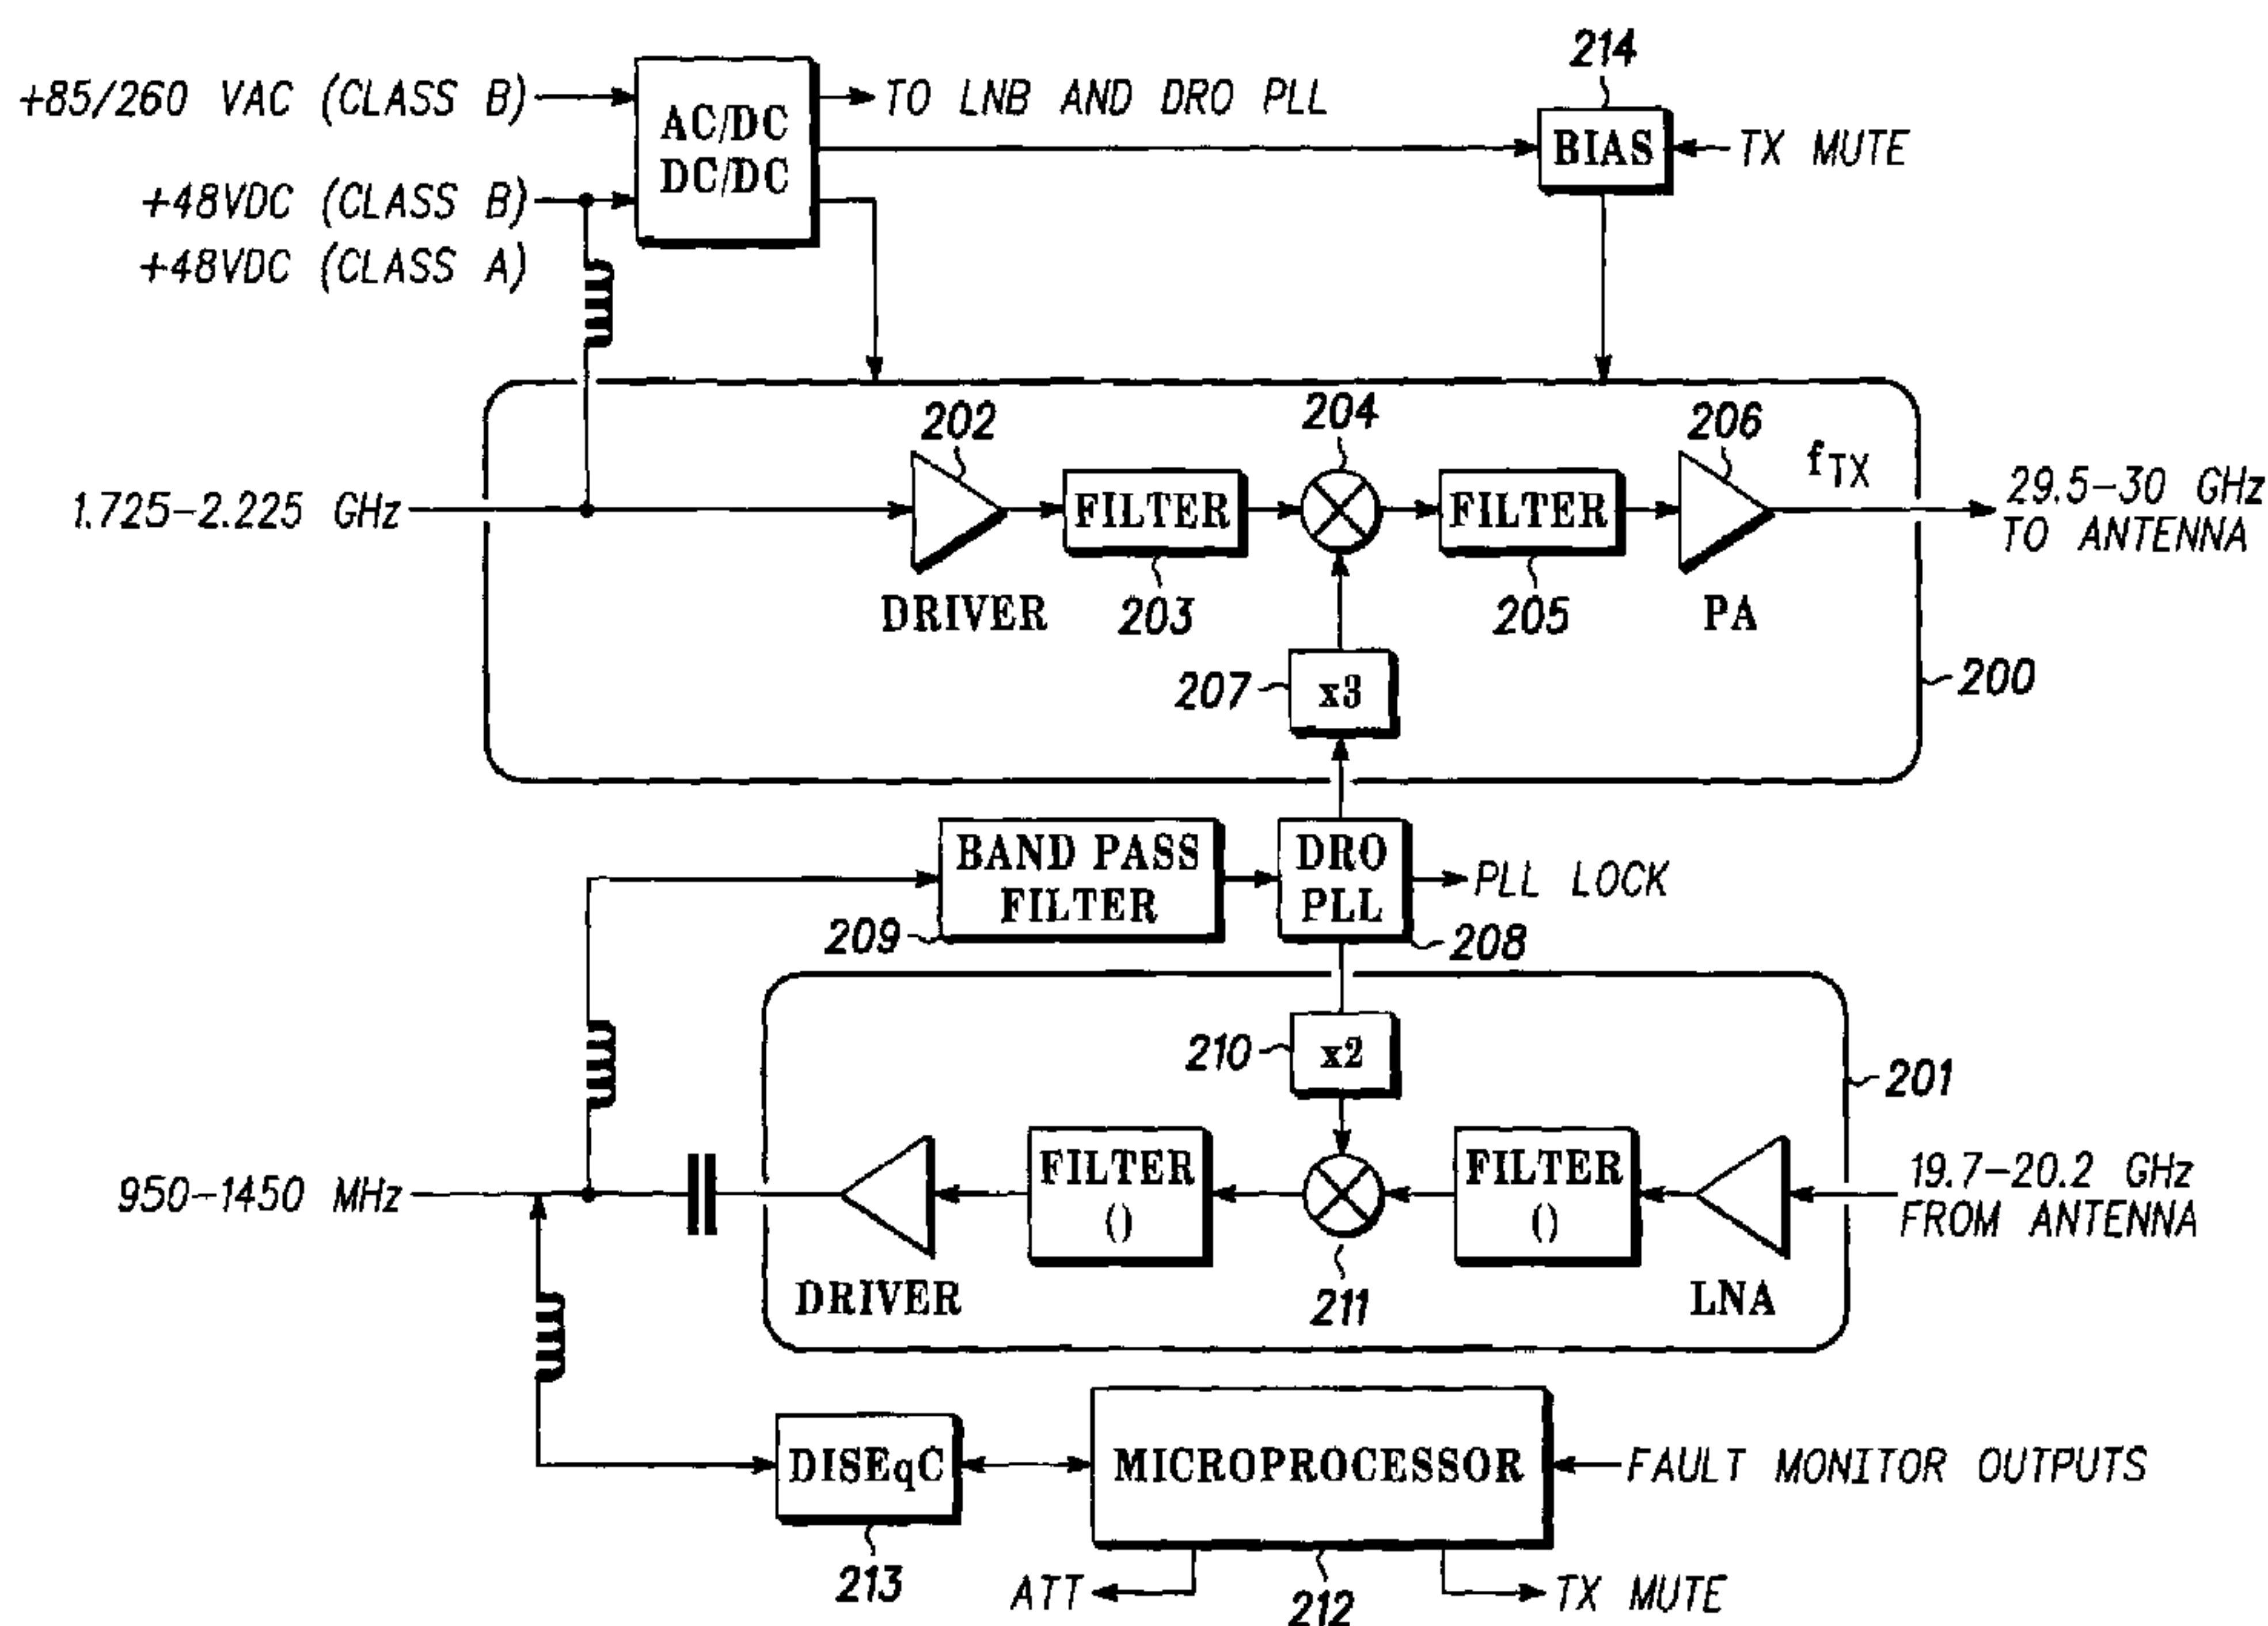 214
+85/260 VAC (CLASS B)
AC/DC
DC/DC
TO LNB AND DRO PLL
BIAS
TX MUTE
+48VDC (CLASS B)
+48VDC (CLASS A)
202
204
206
fTX
1.725-2.225 GHz
FILTER
FILTER
29.5-30 GHz
TO ANTENNA
DRIVER
203
205
PA
207
x3
200
BAND PASS
FILTER
DRO
PLL
PLL LOCK
209
208
210
x2
201
950-1450 MHz
FILTER
()
FILTER
()
19.7-20.2 GHz
FROM ANTENNA
DRIVER
211
LNA
DISEqC
MICROPROCESSOR
FAULT MONITOR OUTPUTS
213
ATT
212
TX MUTE